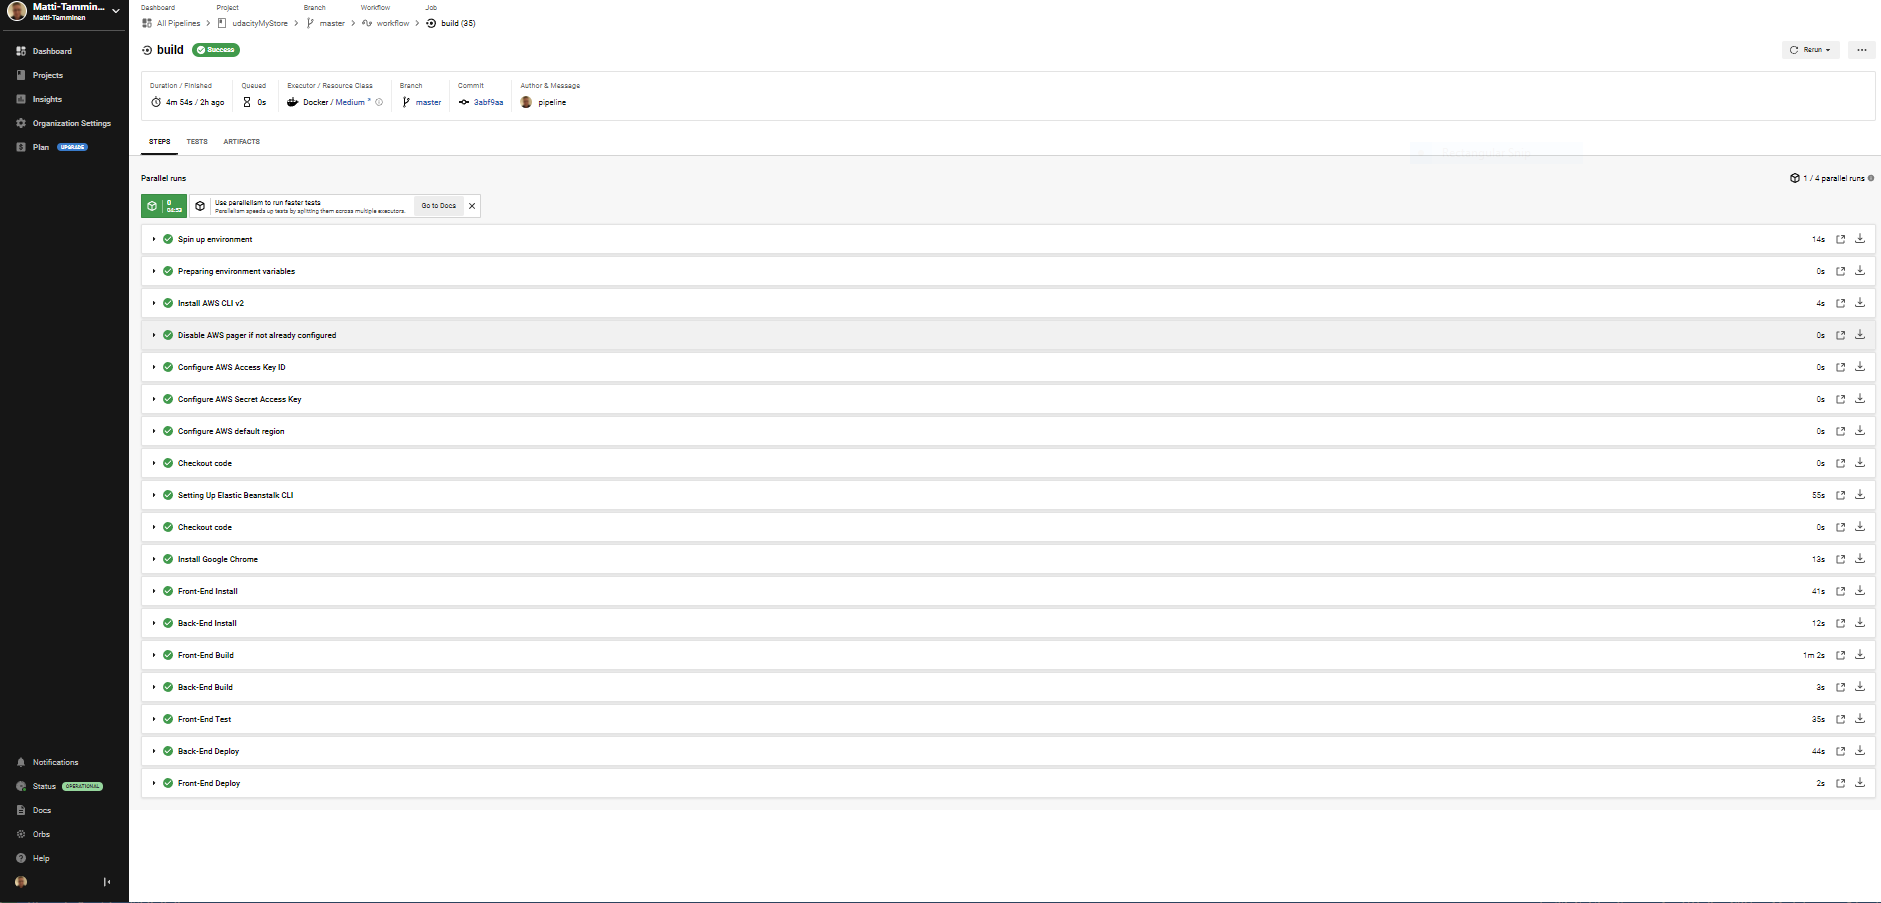 Matti-Tammin...
Matti-Tamminen
Dashboard
Projects
Insights
Organization Settings
Plan UPGRADE
Notifications
Status OPERATIONAL
Docs
Orbs
Help
Dashboard Project Branch Workflow Job
All Pipelines udacityMyStore master workflow build (35)
build Success
Rerun
Duration / Finished Queued Executor / Resource Class Branch Commit Author & Message
4m 54s / 2h ago 0s Docker / Medium master 3abf9aa pipeline
STEPS TESTS ARTIFACTS
Parallel runs
1 / 4 parallel runs
0
04:53
Use parallelism to run faster tests
Parallelism speeds up tests by splitting them across multiple executors.
Go to Docs
Spin up environment 14s
Preparing environment variables 0s
Install AWS CLI v2 4s
Disable AWS pager if not already configured 0s
Configure AWS Access Key ID 0s
Configure AWS Secret Access Key 0s
Configure AWS default region 0s
Checkout code 0s
Setting Up Elastic Beanstalk CLI 55s
Checkout code 0s
Install Google Chrome 13s
Front-End Install 41s
Back-End Install 12s
Front-End Build 1m 2s
Back-End Build 3s
Front-End Test 35s
Back-End Deploy 44s
Front-End Deploy 2s